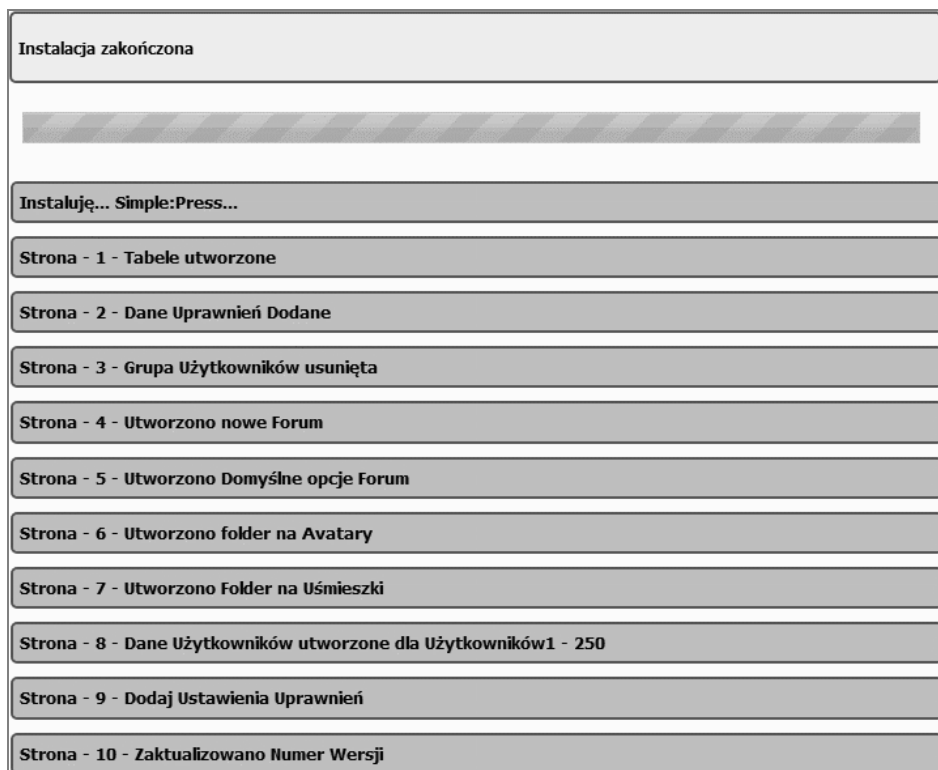 Instalacja zakończona
Instaluję... Simple:Press...
Strona - 1 - Tabele utworzone
Strona - 2 - Dane Uprawnień Dodane
Strona - 3 - Grupa Użytkowników usunięta
Strona - 4 - Utworzono nowe Forum
Strona - 5 - Utworzono Domyślne opcje Forum
Strona - 6 - Utworzono folder na Avatary
Strona - 7 - Utworzono Folder na Uśmieszki
Strona - 8 - Dane Użytkowników utworzone dla Użytkowników1 - 250
Strona - 9 - Dodaj Ustawienia Uprawnień
Strona - 10 - Zaktualizowano Numer Wersji